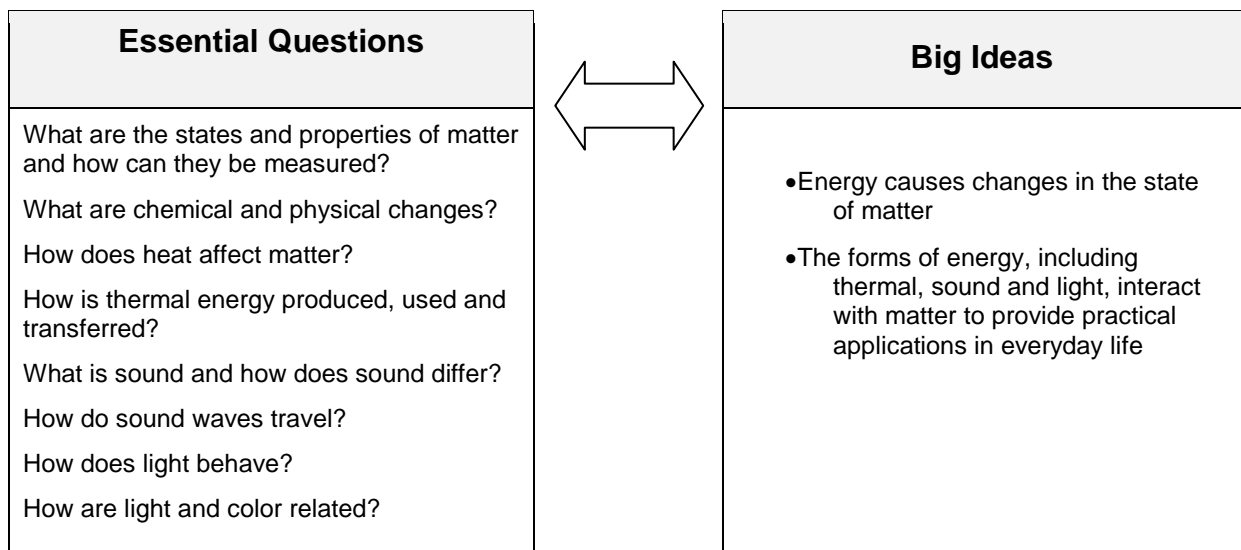 Essential Questions
What are the states and properties of matter
and how can they be measured?
What are chemical and physical changes?
How does heat affect matter?
How is thermal energy produced, used and
transferred?
What is sound and how does sound differ?
How do sound waves travel?
How does light behave?
How are light and color related?
Big Ideas
•Energy causes changes in the state
of matter
•The forms of energy, including
thermal, sound and light, interact
with matter to provide practical
applications in everyday life